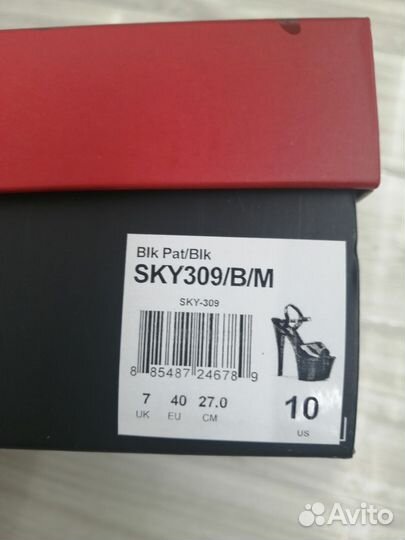 Blk Pat/Blk
SKY309/B/M
SKY-309
8 85487 24678 9
7 40 27.0 10
UK EU CM US
Avito